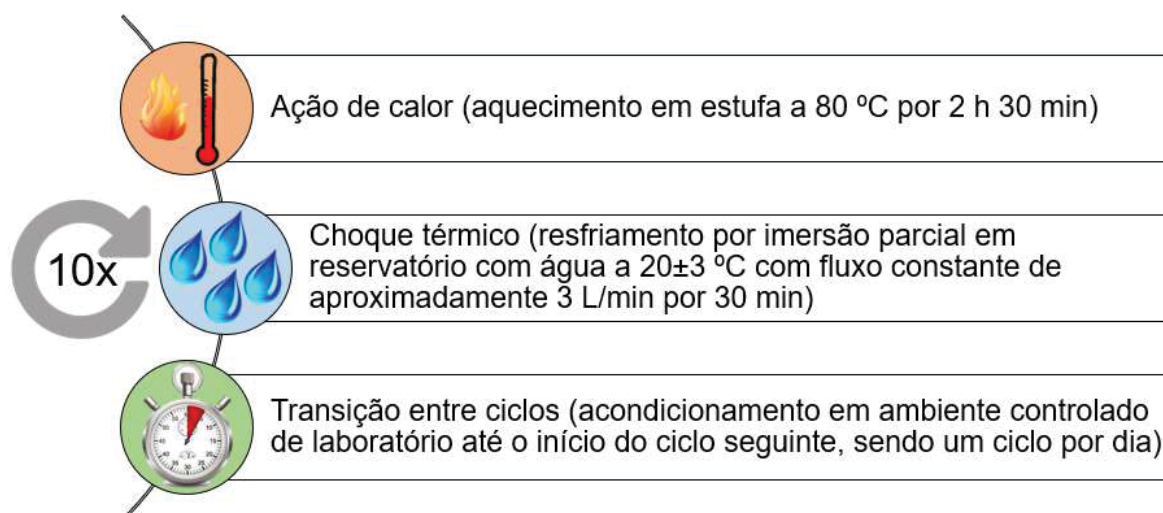 Ação de calor (aquecimento em estufa a 80 ºC por 2 h 30 min)
10x
Choque térmico (resfriamento por imersão parcial em
reservatório com água a 20±3 ºC com fluxo constante de
aproximadamente 3 L/min por 30 min)
Transição entre ciclos (acondicionamento em ambiente controlado
de laboratório até o início do ciclo seguinte, sendo um ciclo por dia)